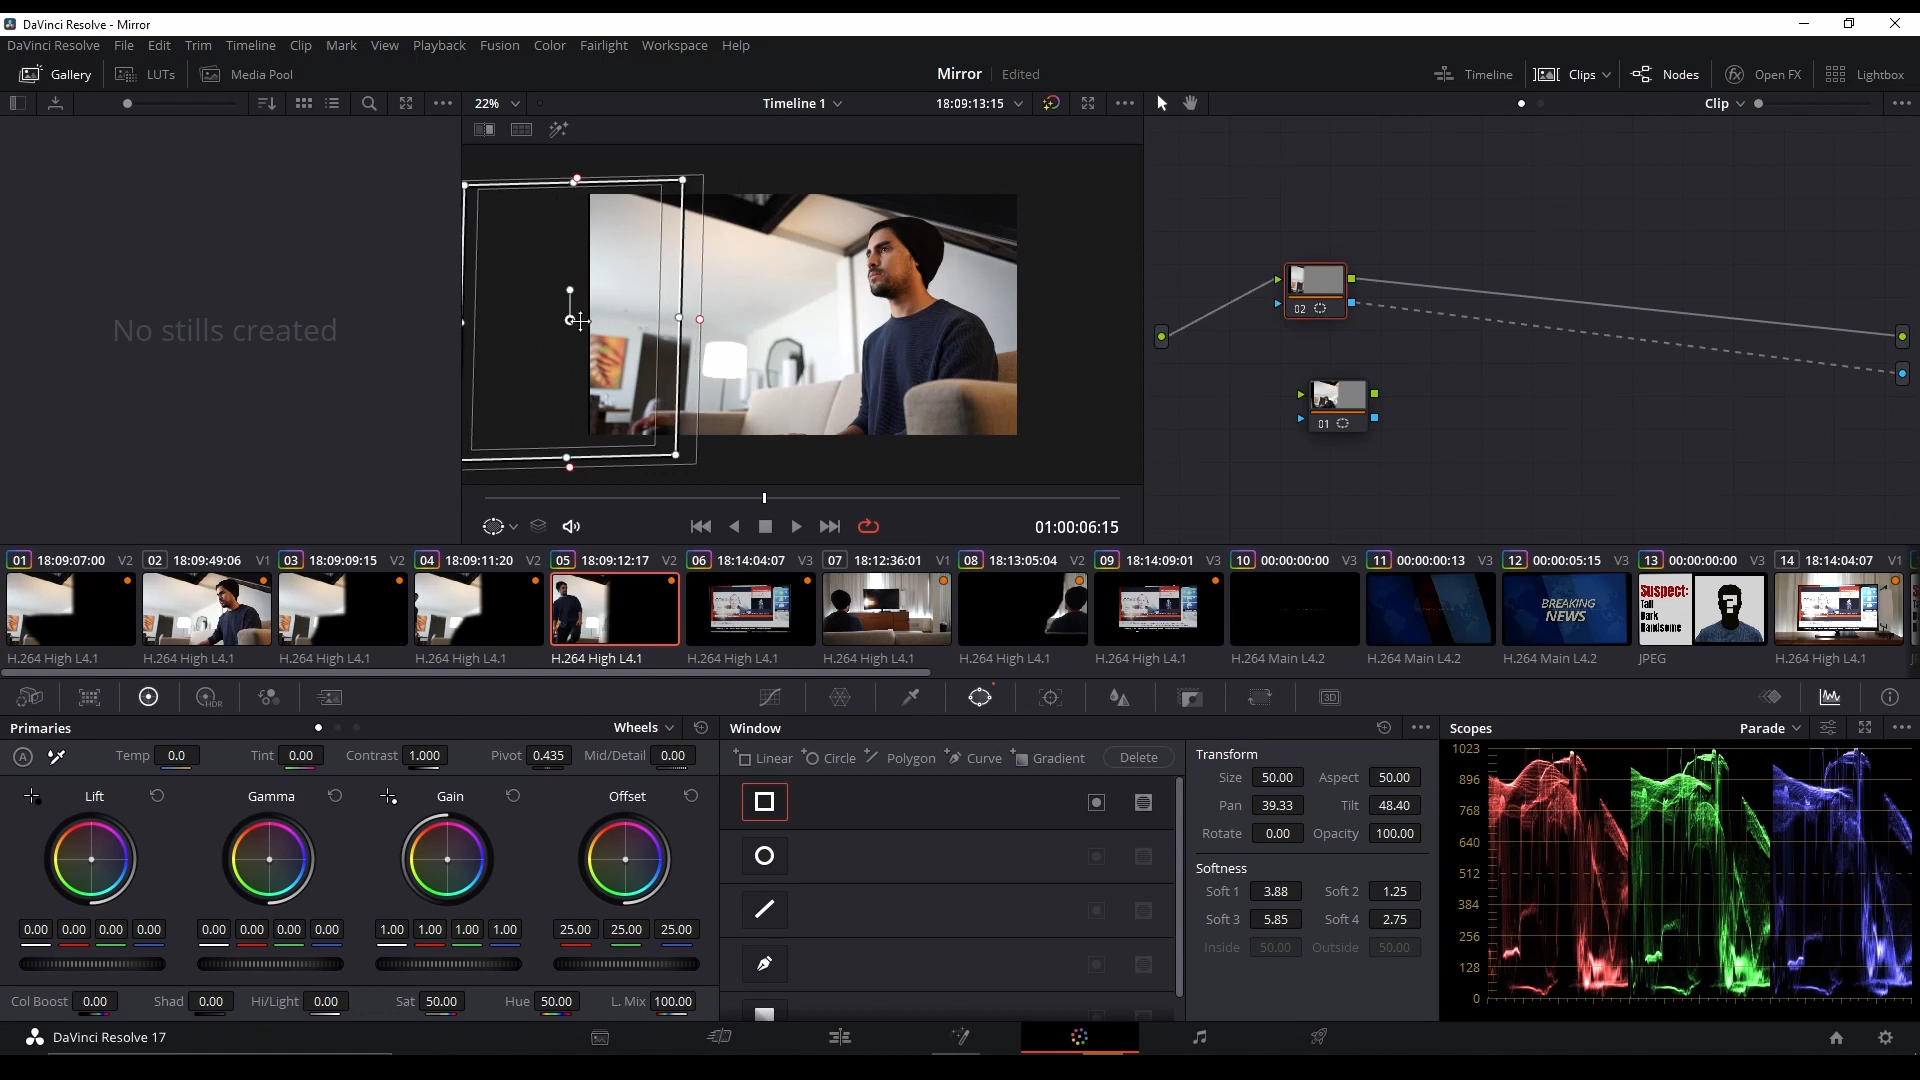 DaVinci Resolve - Mirror
DaVinci Resolve File Edit Trim Timeline Clip Mark View Playback Fusion Color Fairlight Workspace Help
Gallery LUTs Media Pool Mirror Edited Timeline Clips Nodes Open FX Lightbox
22% Timeline 1 18:09:13:15 Clip
No stills created
02
01
01:00:06:15
01 18:09:07:00 V2 02 18:09:49:06 V1 03 18:09:09:15 V2 04 18:09:11:20 V2 05 18:09:12:17 V2 06 18:14:04:07 V3 07 18:12:36:01 V1 08 18:13:05:04 V2 09 18:14:09:01 V3 10 00:00:00:00 V3 11 00:00:00:13 V3 12 00:00:05:15 V3 13 00:00:00:00 V3 14 18:14:04:07 V1
BREAKING
NEWS
Suspect:
Tall
Dark
Handsome
?
H.264 High L4.1 H.264 High L4.1 H.264 High L4.1 H.264 High L4.1 H.264 High L4.1 H.264 High L4.1 H.264 High L4.1 H.264 High L4.1 H.264 High L4.1 H.264 Main L4.2 H.264 Main L4.2 H.264 Main L4.2 JPEG H.264 High L4.1
HDR 3D
Primaries Wheels Window Scopes Parade
A Temp 0.0 Tint 0.00 Contrast 1.000 Pivot 0.435 Mid/Detail 0.00
Linear Circle Polygon Curve Gradient Delete
Lift Gamma Gain Offset
0.00 0.00 0.00 0.00 0.00 0.00 0.00 0.00 1.00 1.00 1.00 1.00 25.00 25.00 25.00
Col Boost 0.00 Shad 0.00 Hi/Light 0.00 Sat 50.00 Hue 50.00 L. Mix 100.00
Transform
Size 50.00 Aspect 50.00
Pan 39.33 Tilt 48.40
Rotate 0.00 Opacity 100.00
Softness
Soft 1 3.88 Soft 2 1.25
Soft 3 5.85 Soft 4 2.75
Inside 50.00 Outside 50.00
1023
896
768
640
512
384
256
128
0
DaVinci Resolve 17